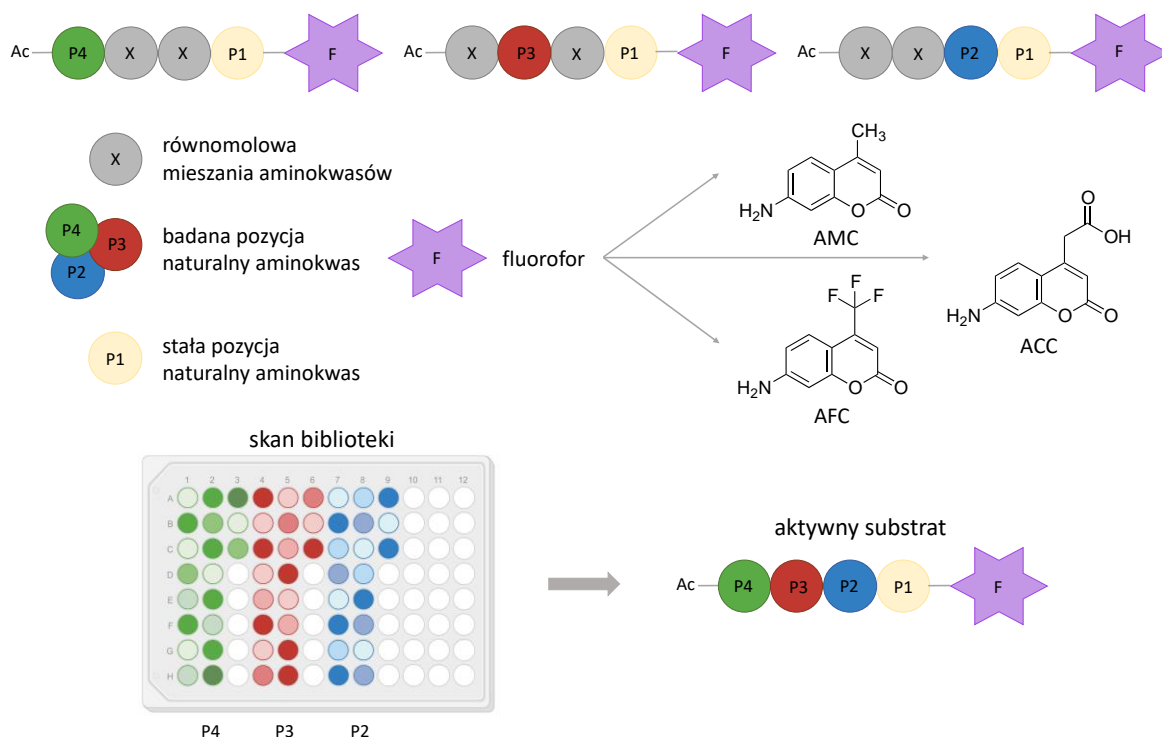 Ac P4 X X P1 F
Ac X P3 X P1 F
Ac X X P2 P1 F
X równomolowa
mieszania aminokwasów
P4 P3 P2 badana pozycja
naturalny aminokwas
F fluorofor
P1 stała pozycja
naturalny aminokwas
CH3
H2N O O
AMC
O OH
H2N O O
ACC
F F F
H2N O O
AFC
skan biblioteki
1 2 3 4 5 6 7 8 9 10 11 12
A
B
C
D
E
F
G
H
P4 P3 P2
aktywny substrat
Ac P4 P3 P2 P1 F